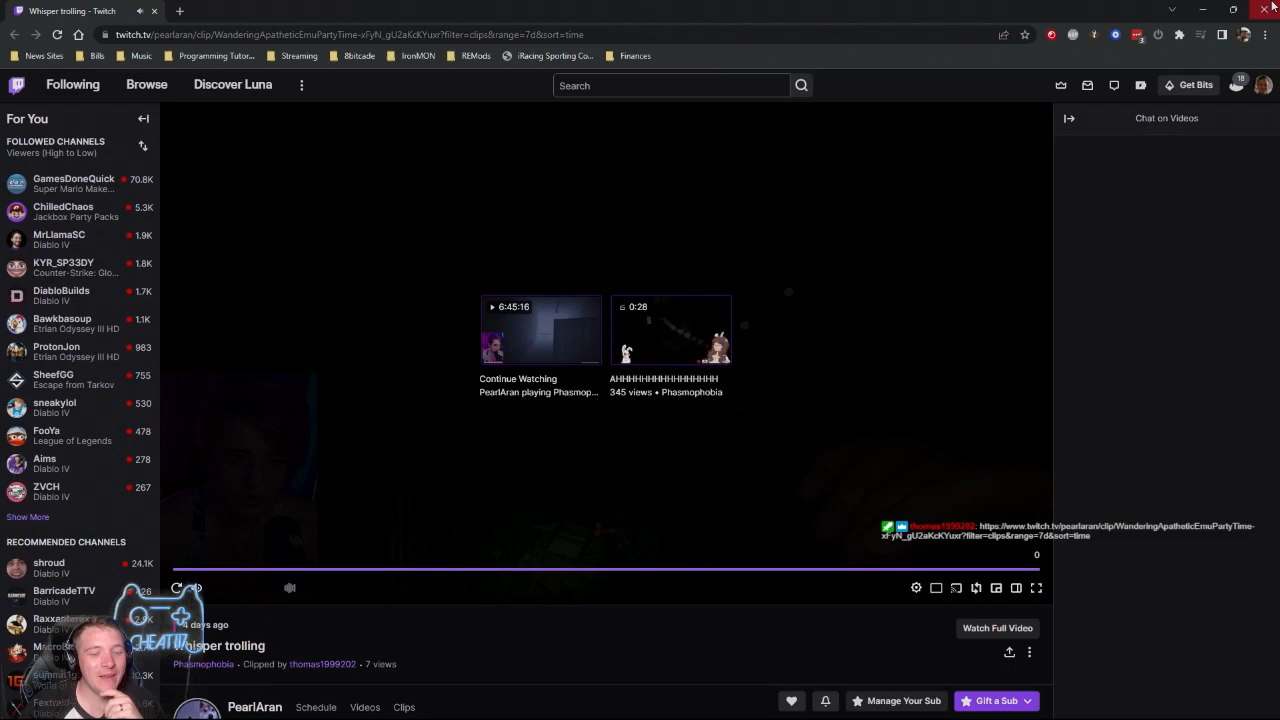 Whisper trolling - Twitch
twitch.tv/pearlaran/clip/WanderingApatheticEmuPartyTime-xFyN_gU2aKcKYuxr?filter=clips&range=7d&sort=time
News Sites Bills Music Programming Tutor... Streaming 8bitcade IronMON REMods iRacing Sporting Co... Finances
Following Browse Discover Luna Search Get Bits 18
For You
Chat on Videos
FOLLOWED CHANNELS
Viewers (High to Low)
GamesDoneQuick 70.8K
Super Mario Make...
ChilledChaos 5.3K
Jackbox Party Packs
MrLlamaSC 1.9K
Diablo IV
KYR_SP33DY 1.8K
Counter-Strike: Glo...
DiabloBuilds 1.7K
Diablo IV
Bawkbasoup 1.1K
Etrian Odyssey III HD
ProtonJon 983
Etrian Odyssey III HD
SheefGG 755
Escape from Tarkov
sneakylol 530
Diablo IV
FooYa 478
League of Legends
Aims 278
Diablo IV
ZVCH 267
Diablo IV
Show More
RECOMMENDED CHANNELS
shroud 24.1K
Diablo IV
BarricadeTTV 426
Diablo IV
Diablo IV
CHEAT117
6:45:16
0:28
Continue Watching
PearlAran playing Phasmop...
AHHHHHHHHHHHHHHHH
345 views • Phasmophobia
thomas1999202: https://www.twitch.tv/pearlaran/clip/WanderingApatheticEmuPartyTime-
xFyN_gU2aKcKYuxr?filter=clips&range=7d&sort=time
0
4 days ago
Whisper trolling
Phasmophobia • Clipped by thomas1999202 • 7 views
Watch Full Video
PearlAran Schedule Videos Clips
Manage Your Sub Gift a Sub